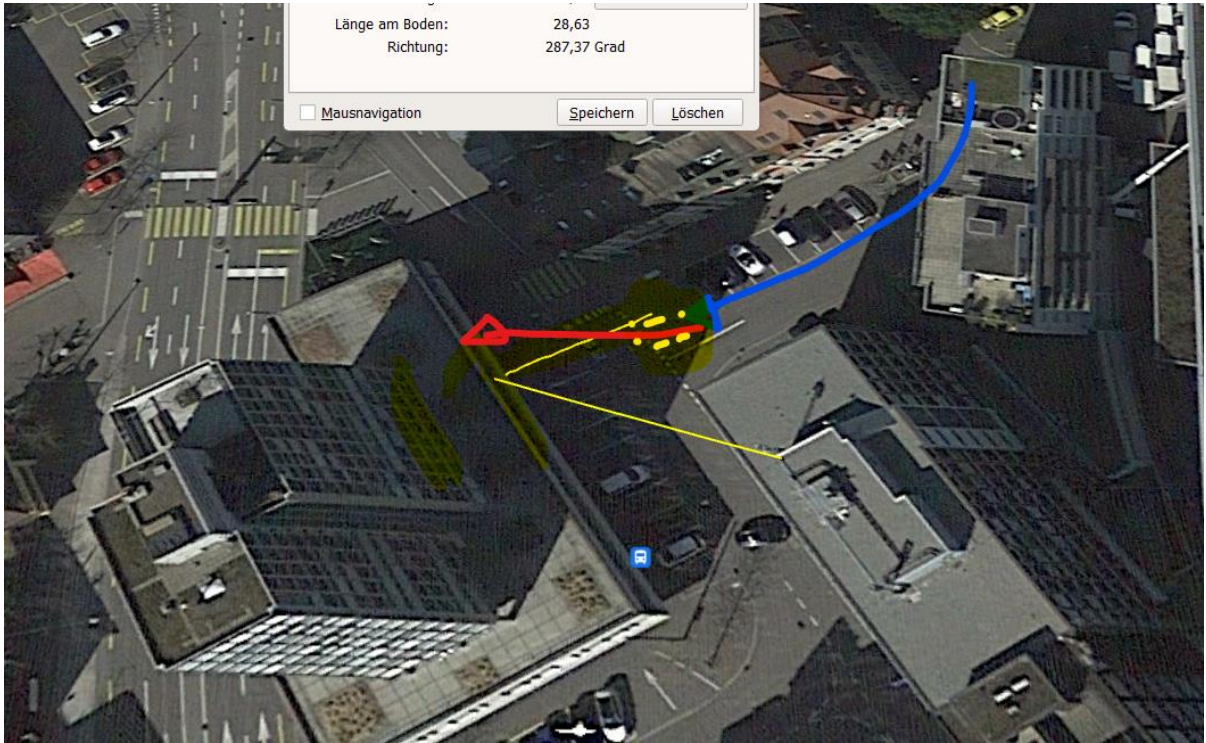 Länge am Boden: 28,63
Richtung: 287,37 Grad
Mausnavigation
Speichern Löschen